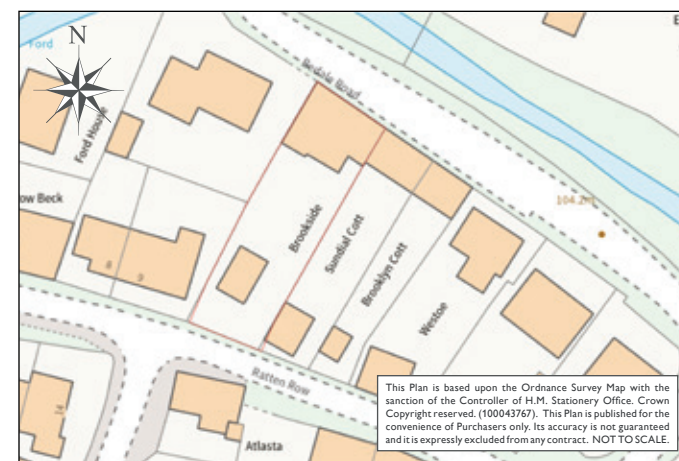 Ford
N
E
Bedale Road
Ford House
ow Beck
104.2m
Brookside
Sundial Cott
Brooklyn Cott
Westoe
8
9
Ratten Row
14
Atlasta
This Plan is based upon the Ordnance Survey Map with the
sanction of the Controller of H.M. Stationery Office. Crown
Copyright reserved. (100043767). This Plan is published for the
convenience of Purchasers only. Its accuracy is not guaranteed
and it is expressly excluded from any contract. NOT TO SCALE.